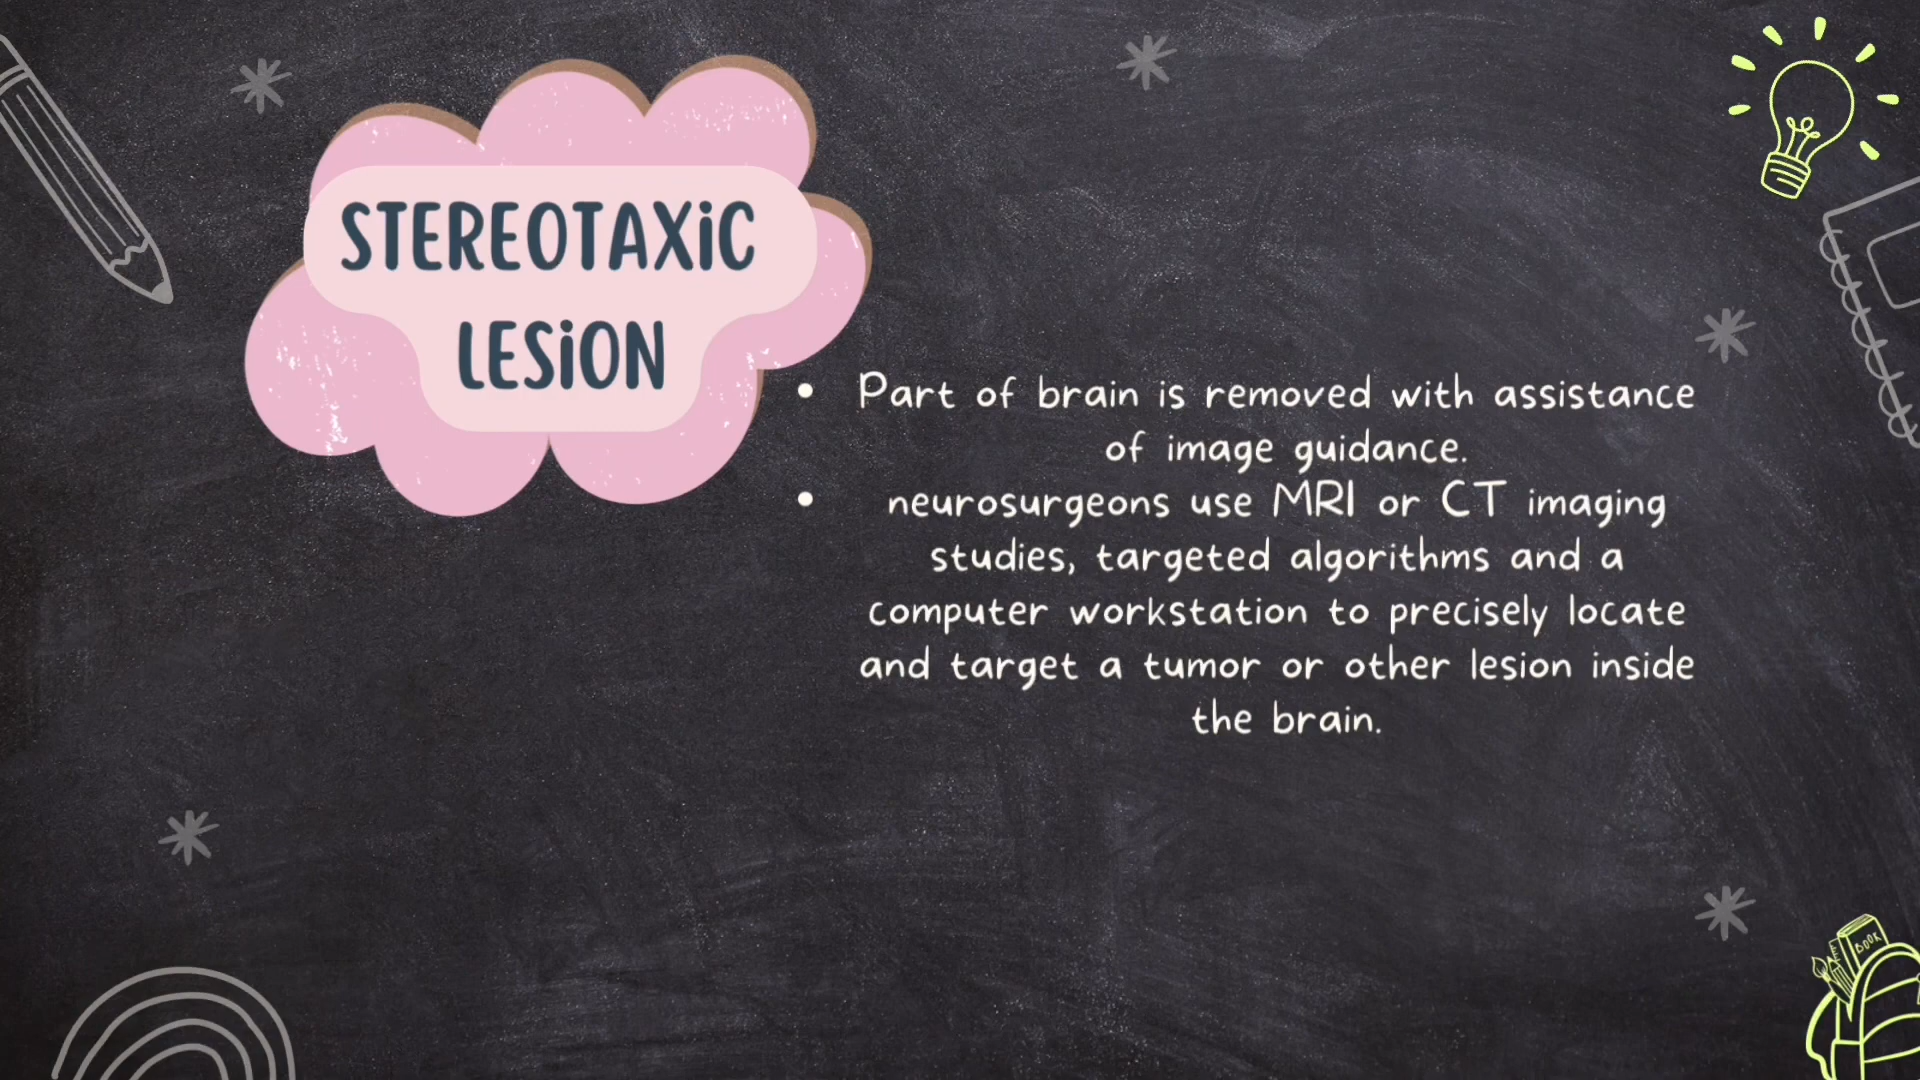 STEREOTAXiC
LESiON
• Part of brain is removed with assistance
of image guidance.
• neurosurgeons use MRI or CT imaging
studies, targeted algorithms and a
computer workstation to precisely locate
and target a tumor or other lesion inside
the brain.
BOOK